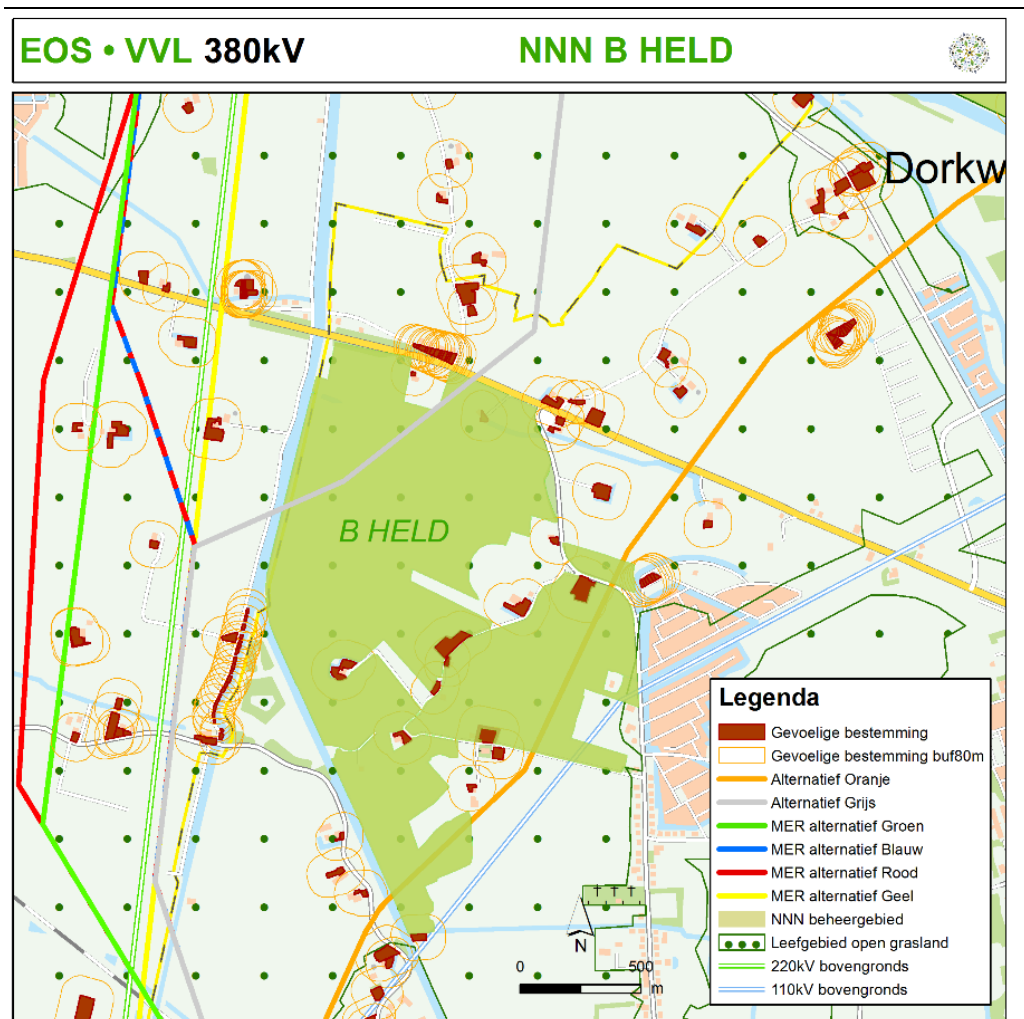 EOS • VVL 380kV NNN B HELD
Dorkw
B HELD
Legenda
Gevoelige bestemming
Gevoelige bestemming buf80m
Alternatief Oranje
Alternatief Grijs
MER alternatief Groen
MER alternatief Blauw
MER alternatief Rood
MER alternatief Geel
NNN beheergebied
Leefgebied open grasland
220kV bovengronds
110kV bovengronds
N
0 500
m